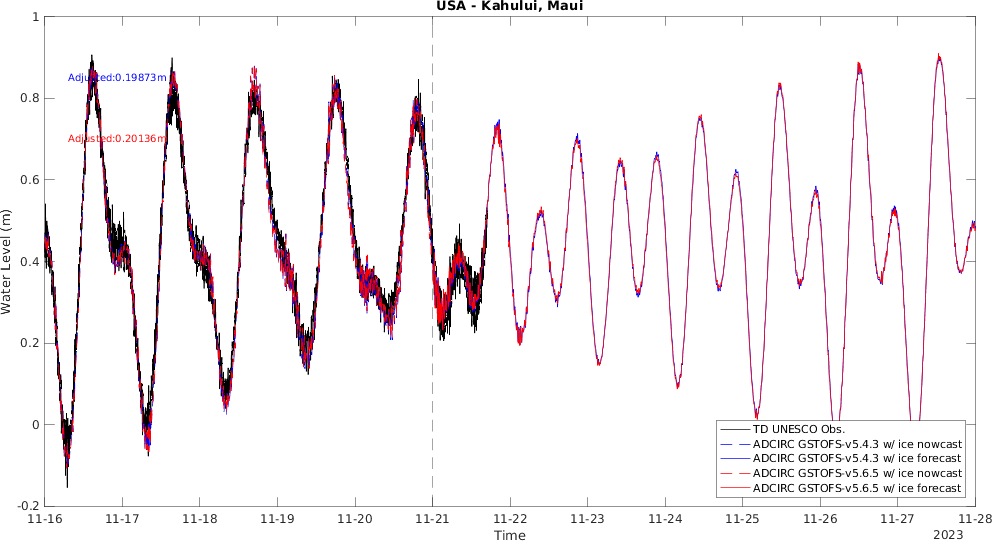 USA - Kahului, Maui
Water Level (m)
1
0.8
0.6
0.4
0.2
0
-0.2
Adjusted:0.19873m
Adjusted:0.20136m
TD UNESCO Obs.
ADCIRC GSTOFS-v5.4.3 w/ ice nowcast
ADCIRC GSTOFS-v5.4.3 w/ ice forecast
ADCIRC GSTOFS-v5.6.5 w/ ice nowcast
ADCIRC GSTOFS-v5.6.5 w/ ice forecast
11-16 11-17 11-18 11-19 11-20 11-21 11-22 11-23 11-24 11-25 11-26 11-27 11-28
Time
2023